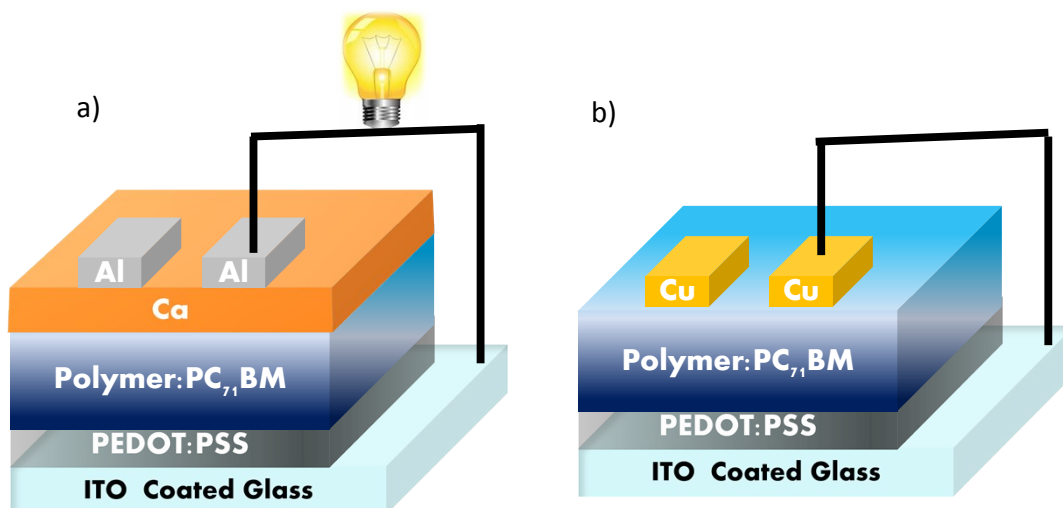 a)
Al Al
Ca
Polymer:PC₇₁BM
PEDOT:PSS
ITO Coated Glass
b)
Cu Cu
Polymer:PC₇₁BM
PEDOT:PSS
ITO Coated Glass